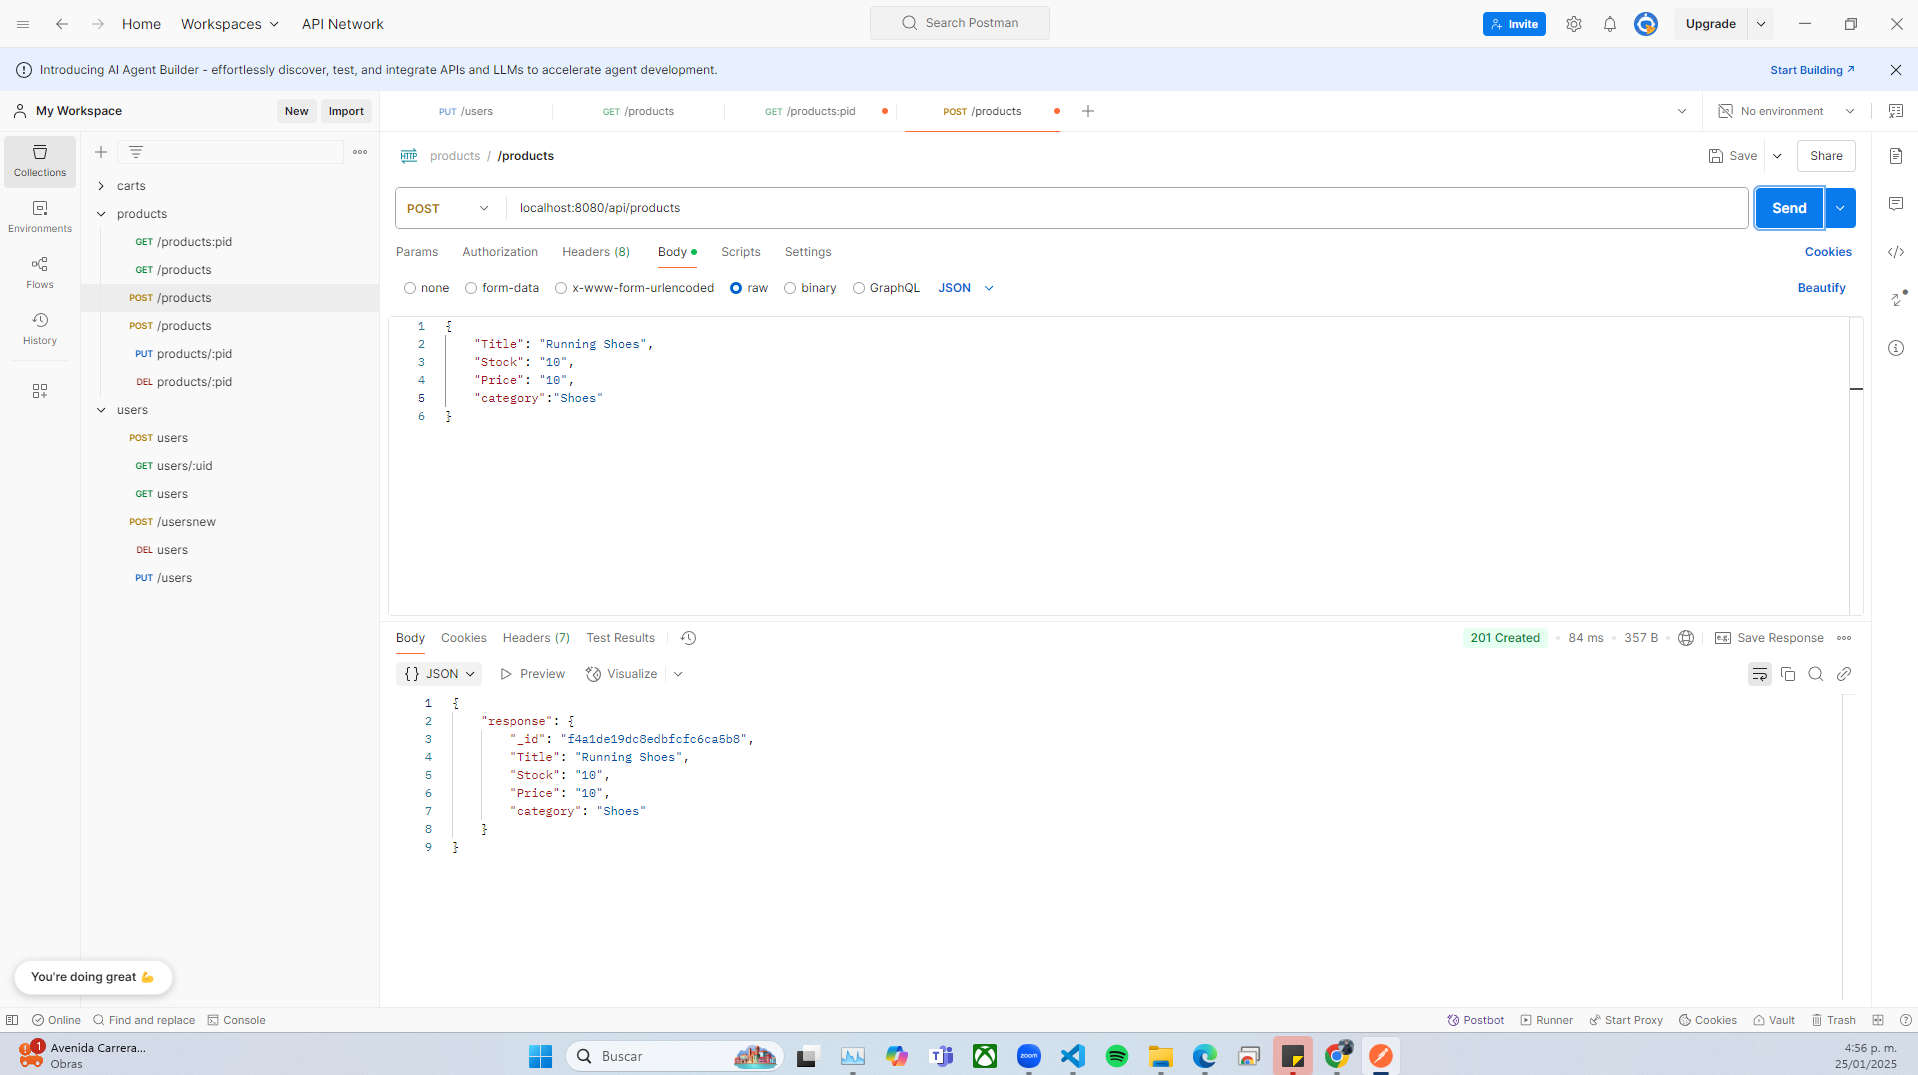 Home
Workspaces
API Network
Search Postman
Invite
Upgrade
Introducing AI Agent Builder - effortlessly discover, test, and integrate APIs and LLMs to accelerate agent development.
Start Building
My Workspace
New
Import
PUT /users
GET /products
GET /products:pid
POST /products
No environment
Collections
Environments
Flows
History
carts
products
GET /products:pid
GET /products
POST /products
POST /products
PUT products/:pid
DEL products/:pid
users
POST users
GET users/:uid
GET users
POST /usersnew
DEL users
PUT /users
HTTP products / /products
Save
Share
POST
localhost:8080/api/products
Send
Params
Authorization
Headers (8)
Body
Scripts
Settings
Cookies
none
form-data
x-www-form-urlencoded
raw
binary
GraphQL
JSON
Beautify
1 {
2 "Title": "Running Shoes",
3 "Stock": "10",
4 "Price": "10",
5 "category":"Shoes"
6 }
Body
Cookies
Headers (7)
Test Results
201 Created
84 ms
357 B
e.g. Save Response
{} JSON
Preview
Visualize
1 {
2 "response": {
3 "_id": "f4a1de19dc8edbfcfc6ca5b8",
4 "Title": "Running Shoes",
5 "Stock": "10",
6 "Price": "10",
7 "category": "Shoes"
8 }
9 }
You're doing great 💪
Online
Find and replace
Console
Postbot
Runner
Start Proxy
Cookies
Vault
Trash
1
Avenida Carrera...
Obras
Buscar
zoom
4:56 p. m.
25/01/2025